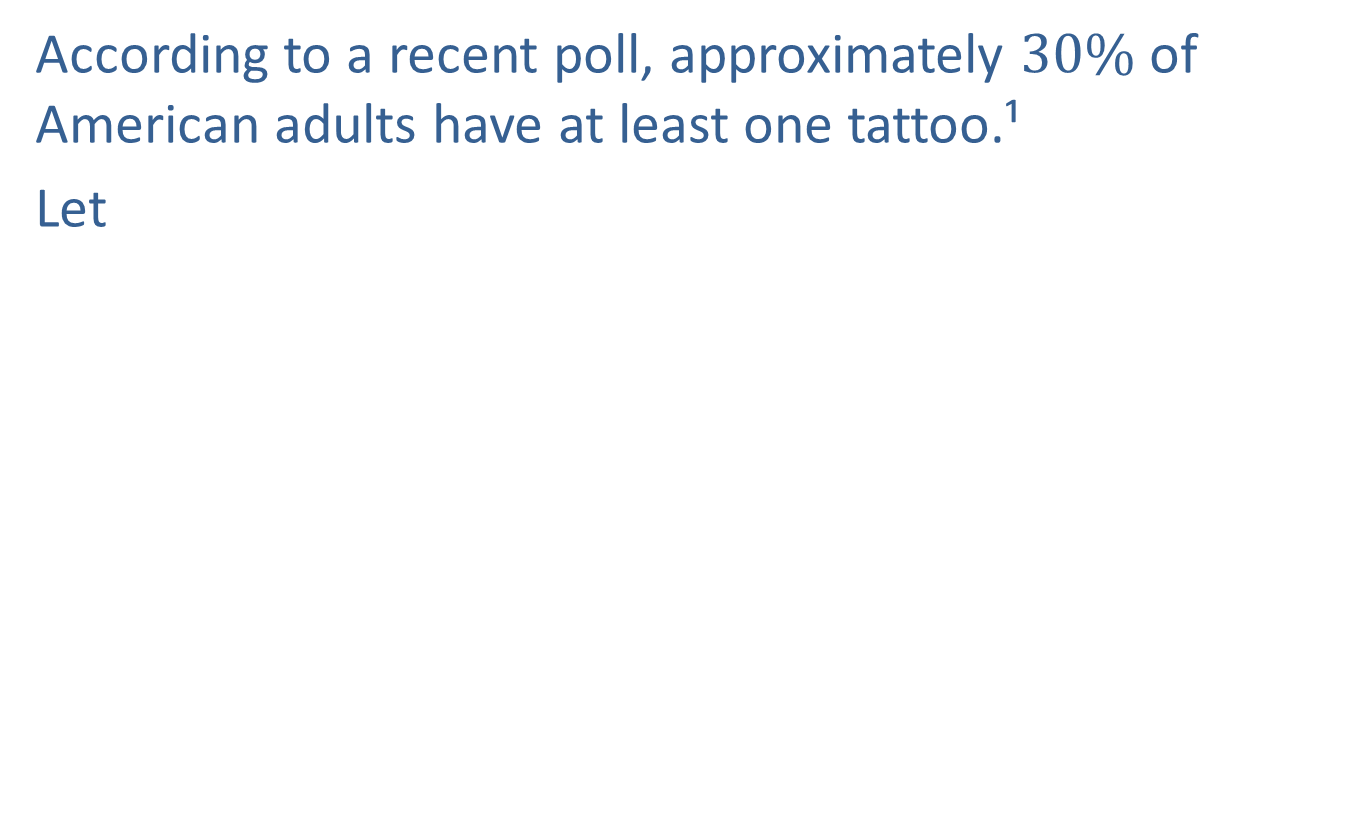 According to a recent poll, approximately 30% of
American adults have at least one tattoo.¹
Let